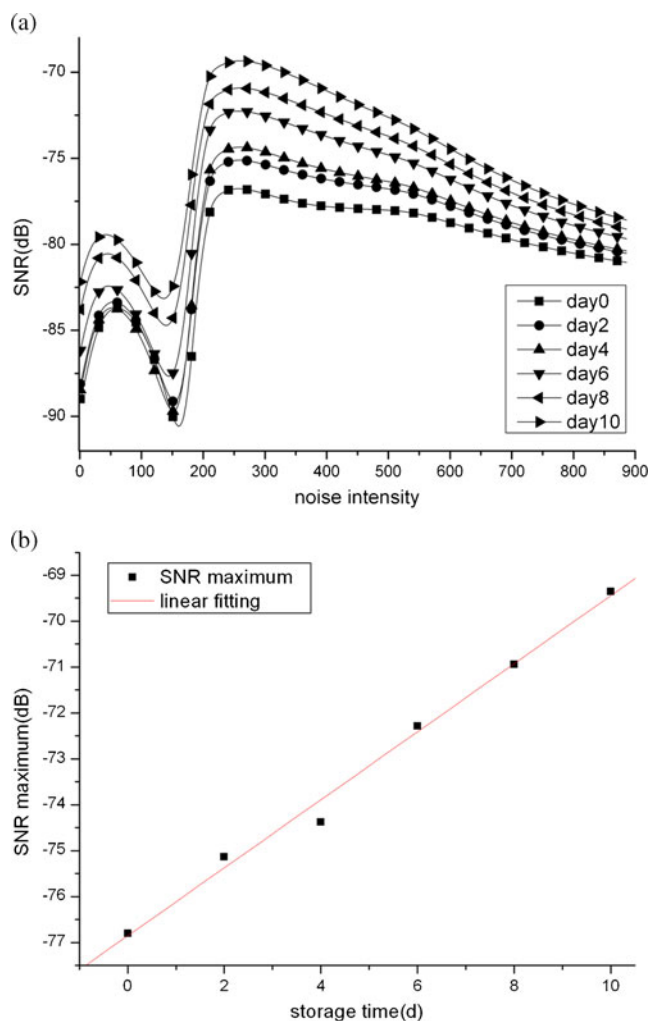 (a)
-70
-75
-80
-85
-90
SNR(dB)
0 100 200 300 400 500 600 700 800 900
noise intensity
day0
day2
day4
day6
day8
day10
(b)
-69
-70
-71
-72
-73
-74
-75
-76
-77
SNR maximum(dB)
SNR maximum
linear fitting
0 2 4 6 8 10
storage time(d)